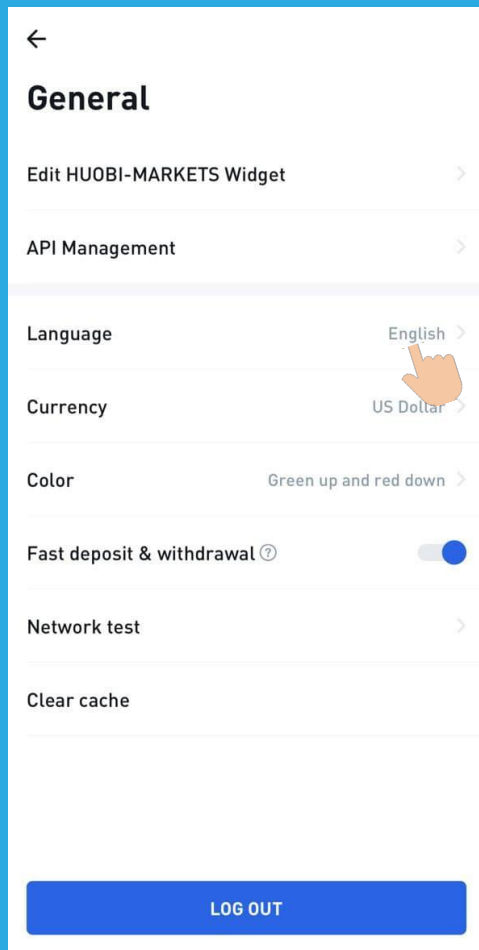 General
Edit HUOBI-MARKETS Widget
API Management
Language English
Currency US Dollar
Color Green up and red down
Fast deposit & withdrawal ?
Network test
Clear cache
LOG OUT